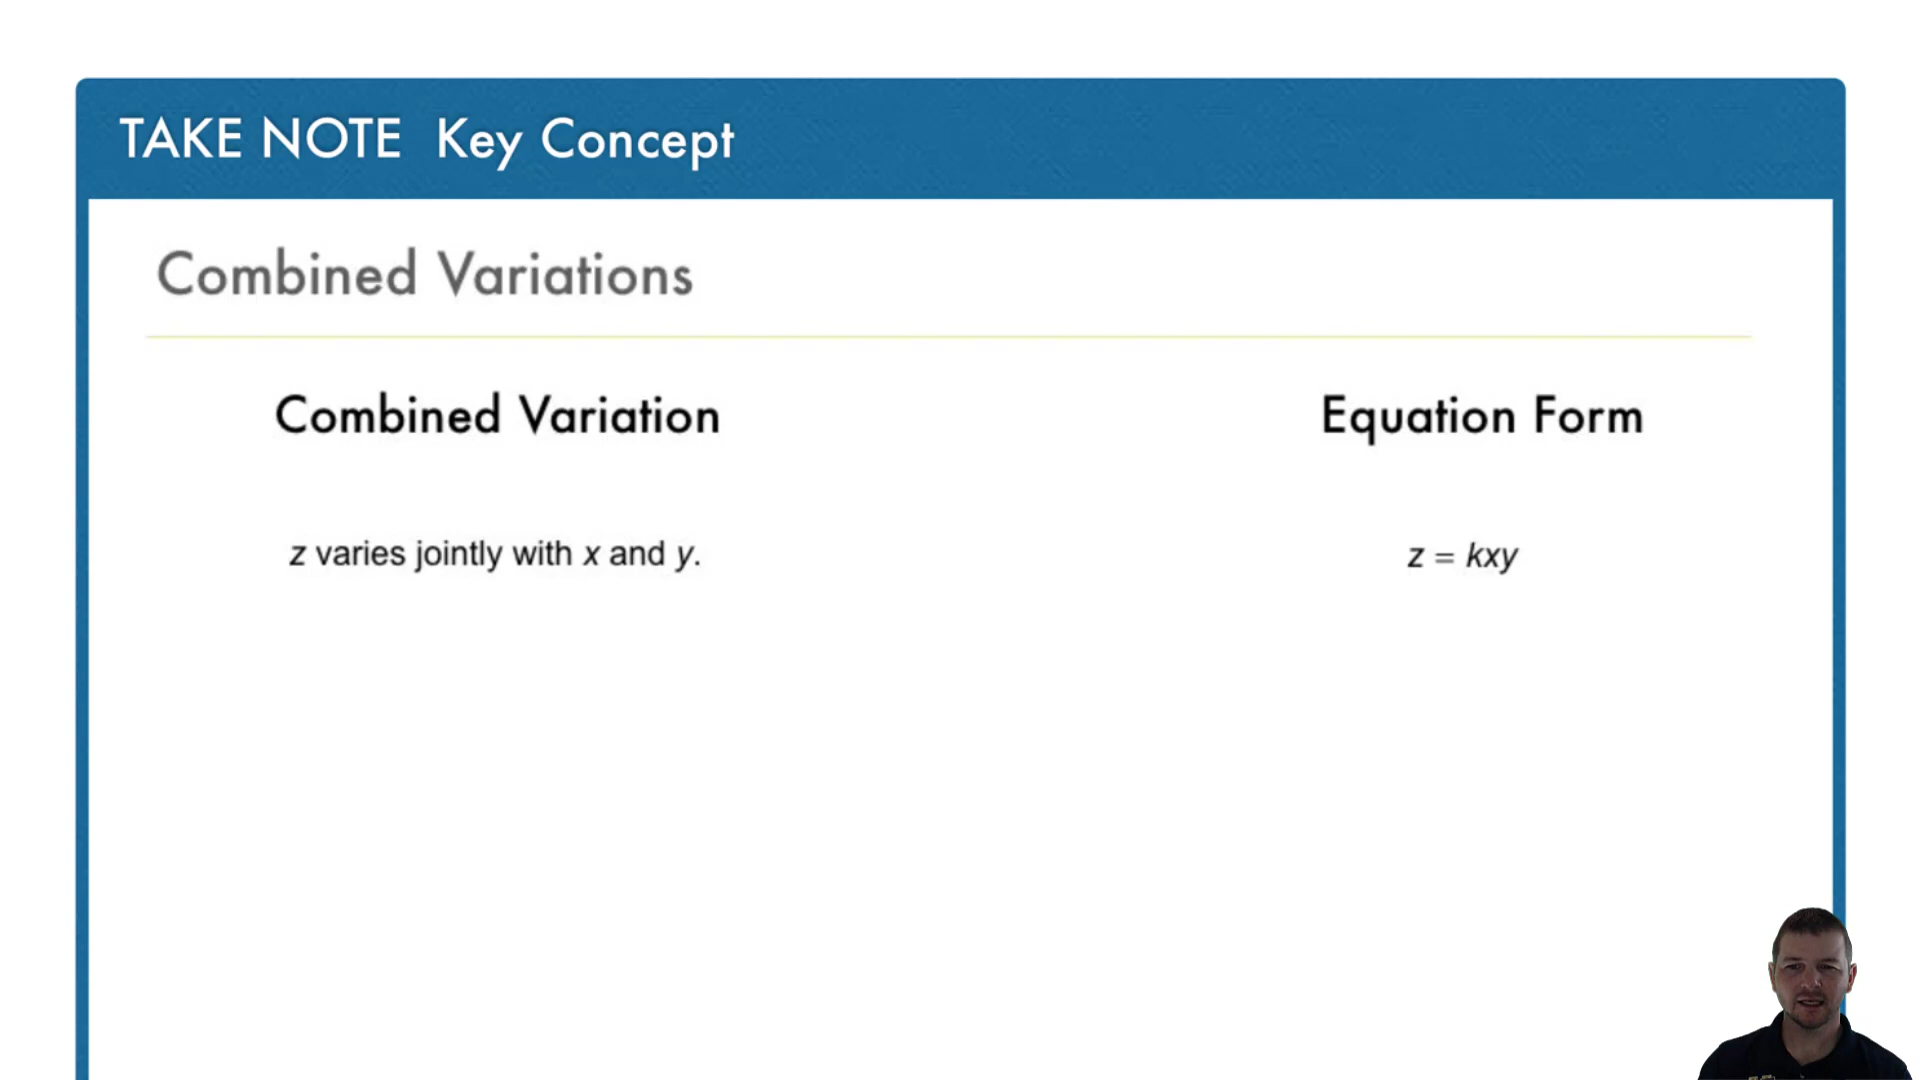 TAKE NOTE Key Concept
Combined Variations
Combined Variation Equation Form
z varies jointly with x and y. z = kxy